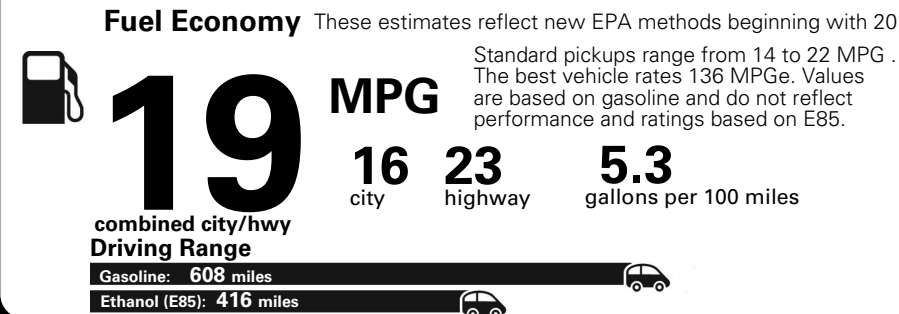 Fuel Economy These estimates reflect new EPA methods beginning with 20
Standard pickups range from 14 to 22 MPG .
The best vehicle rates 136 MPGe. Values
are based on gasoline and do not reflect
performance and ratings based on E85.
19 MPG
16 23 5.3
city highway gallons per 100 miles
combined city/hwy
Driving Range
Gasoline: 608 miles
Ethanol (E85): 416 miles